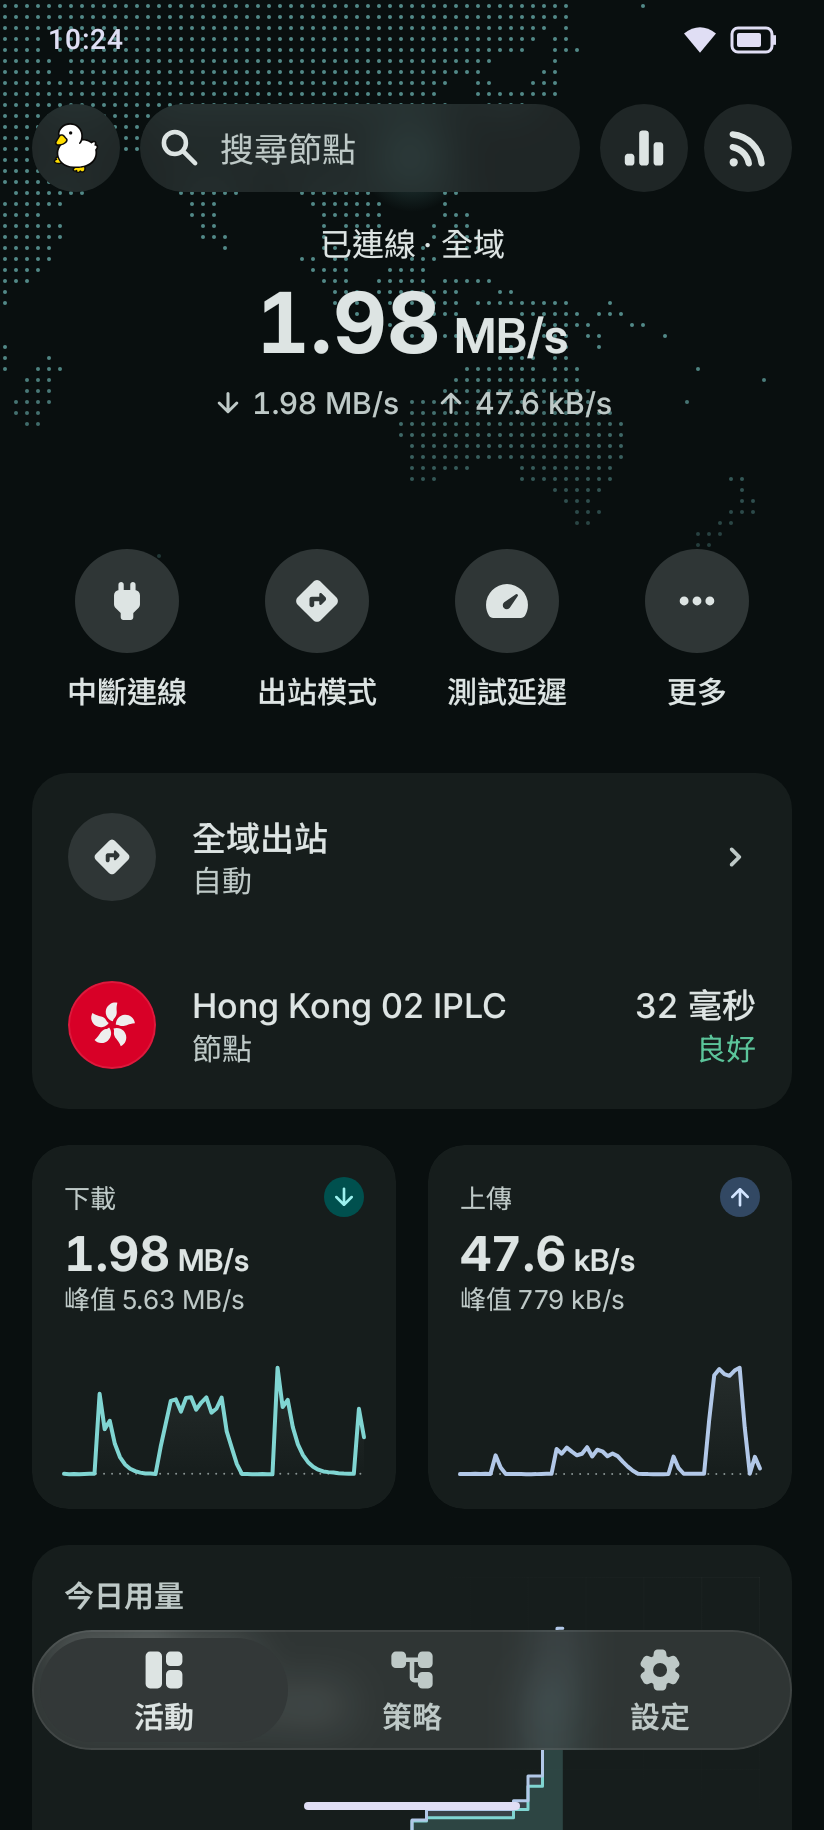 10:24
搜尋節點
已連線 · 全域
1.98 MB/s
↓ 1.98 MB/s ↑ 47.6 kB/s
中斷連線 出站模式 測試延遲 更多
全域出站
自動
Hong Kong 02 IPLC 32 毫秒
節點 良好
下載 上傳
1.98 MB/s 47.6 kB/s
峰值 5.63 MB/s 峰值 779 kB/s
今日用量
活動 策略 設定